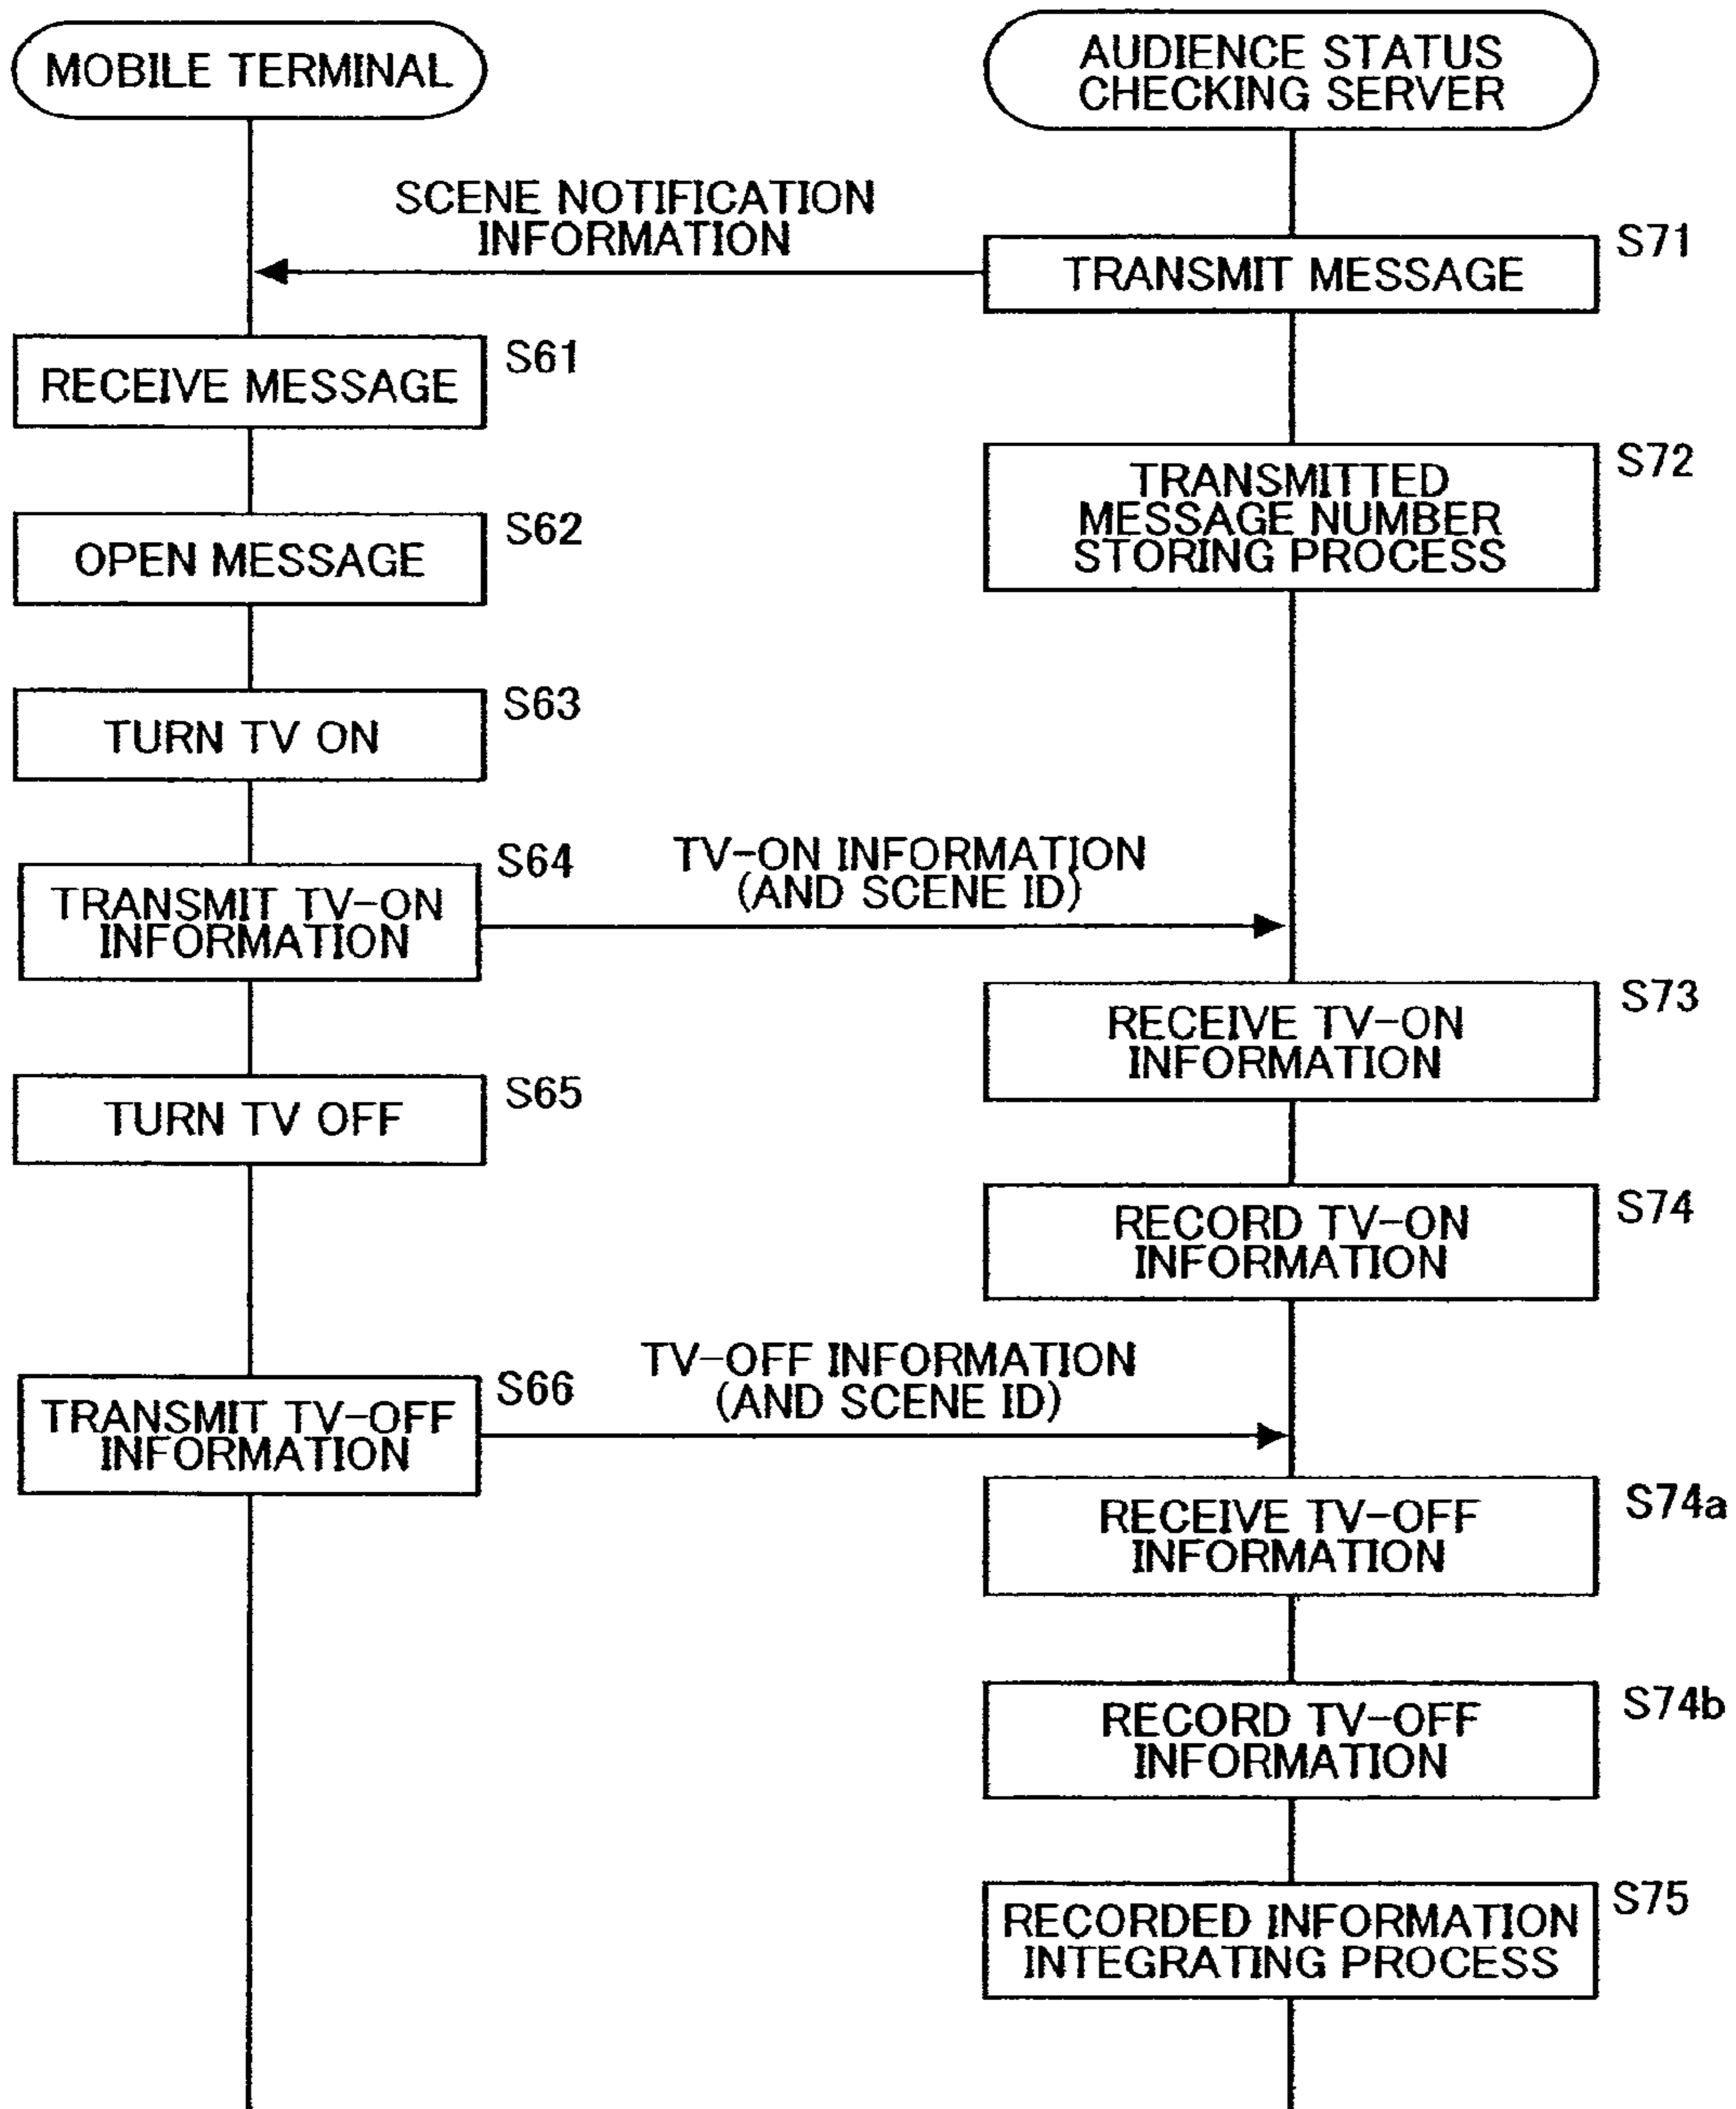 MOBILE TERMINAL
AUDIENCE STATUS
CHECKING SERVER
SCENE NOTIFICATION
INFORMATION
S71
TRANSMIT MESSAGE
S61
RECEIVE MESSAGE
S72
TRANSMITTED
MESSAGE NUMBER
STORING PROCESS
S62
OPEN MESSAGE
S63
TURN TV ON
S64
TRANSMIT TV-ON
INFORMATION
TV-ON INFORMATION
(AND SCENE ID)
S73
RECEIVE TV-ON
INFORMATION
S65
TURN TV OFF
S74
RECORD TV-ON
INFORMATION
S66
TRANSMIT TV-OFF
INFORMATION
TV-OFF INFORMATION
(AND SCENE ID)
S74a
RECEIVE TV-OFF
INFORMATION
S74b
RECORD TV-OFF
INFORMATION
S75
RECORDED INFORMATION
INTEGRATING PROCESS